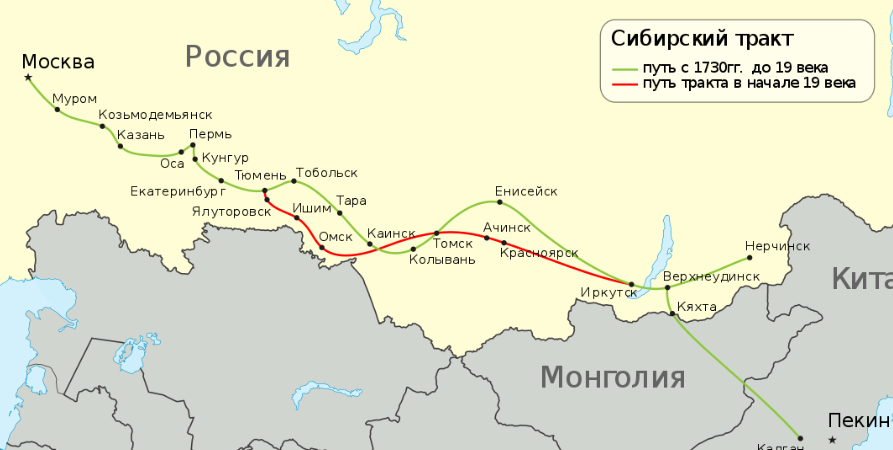 Сибирский тракт
путь с 1730гг. до 19 века
путь тракта в начале 19 века
Россия
Москва
Муром
Козьмодемьянск
Казань
Пермь
Оса
Кунгур
Тюмень
Тобольск
Екатеринбург
Ялуторовск
Ишим
Тара
Енисейск
Омск
Каинск
Ачинск
Томск
Красноярск
Колывань
Нерчинск
Верхнеудинск
Иркутск
Кита
Кяхта
Монголия
Пекин
Калган